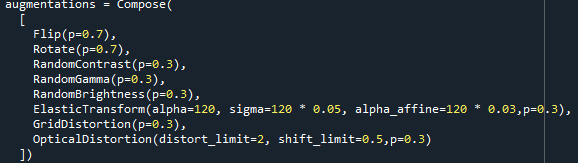 augmentations = Compose(
[
Flip(p=0.7),
Rotate(p=0.7),
RandomContrast(p=0.3),
RandomGamma(p=0.3),
RandomBrightness(p=0.3),
ElasticTransform(alpha=120, sigma=120 * 0.05, alpha_affine=120 * 0.03,p=0.3),
GridDistortion(p=0.3),
OpticalDistortion(distort_limit=2, shift_limit=0.5,p=0.3)
])